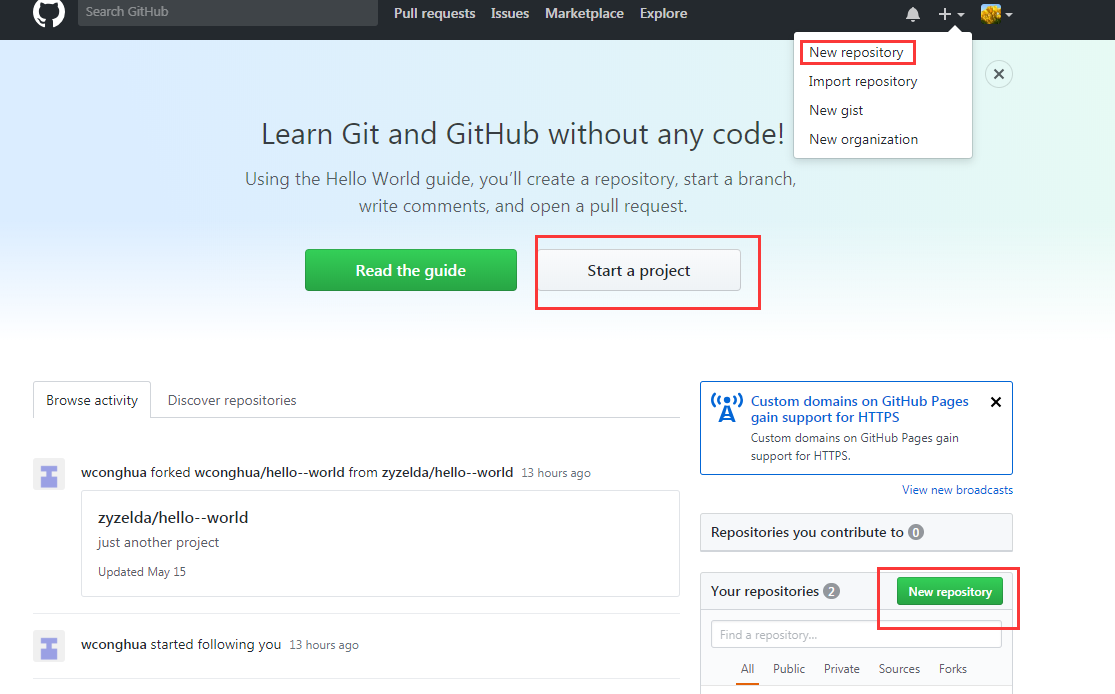 Search GitHub
Pull requests
Issues
Marketplace
Explore
New repository
Import repository
New gist
New organization
Learn Git and GitHub without any code!
Using the Hello World guide, you’ll create a repository, start a branch,
write comments, and open a pull request.
Read the guide
Start a project
Browse activity
Discover repositories
wconghua forked wconghua/hello--world from zyzelda/hello--world 13 hours ago
zyzelda/hello--world
just another project
Updated May 15
wconghua started following you 13 hours ago
Custom domains on GitHub Pages
gain support for HTTPS
Custom domains on GitHub Pages gain
support for HTTPS.
View new broadcasts
Repositories you contribute to 0
Your repositories 2
New repository
Find a repository...
All
Public
Private
Sources
Forks